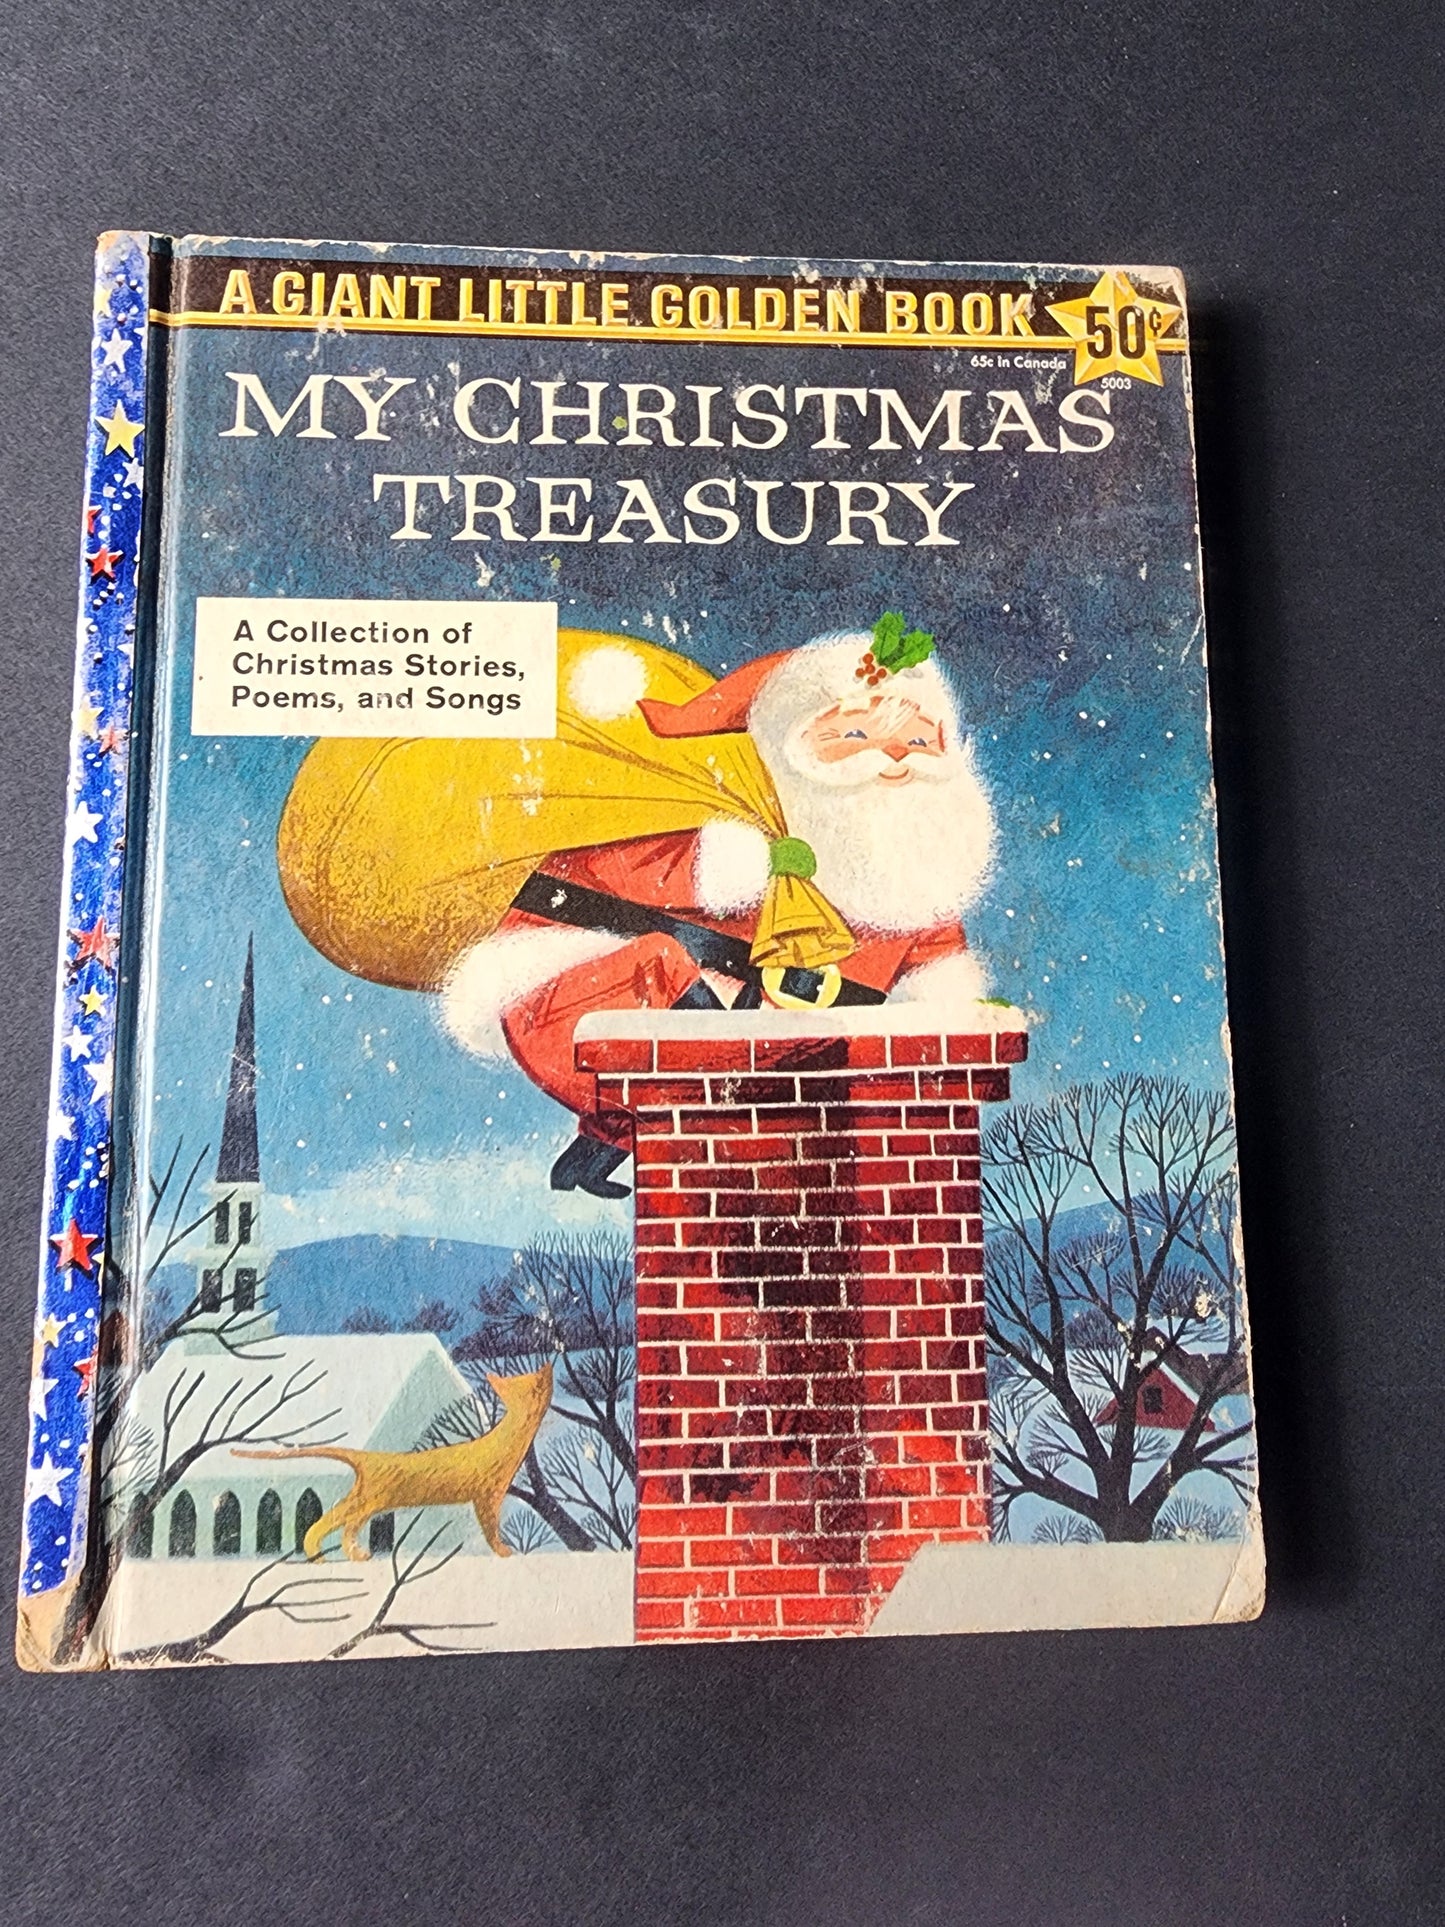 A GIANT LITTLE GOLDEN BOOK
50¢
65c in Canada
5003
MY CHRISTMAS
TREASURY
A Collection of
Christmas Stories,
Poems, and Songs